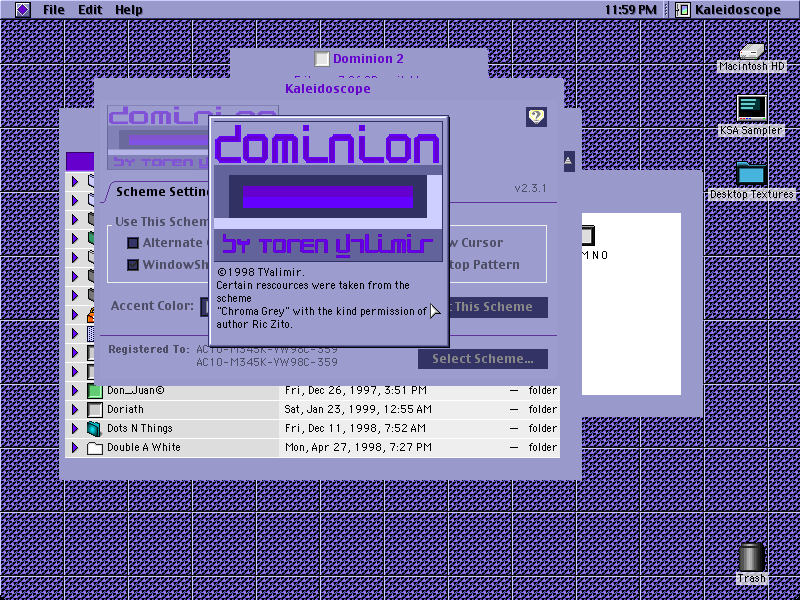 File Edit Help
11:59 PM
Kaleidoscope
Dominion 2
Kaleidoscope
Macintosh HD
KSA Sampler
Desktop Textures
dominion
by Toren
v2.3.1
dominion
by Toren Valimir
Scheme Setting
Use This Schem
Alternate
w Cursor
WindowSh
top Pattern
©1998 TValimir.
Certain rescources were taken from the
scheme
"Chroma Grey" with the kind permission of
author Ric Zito.
Accent Color:
t This Scheme
Registered To:
AC10-M345K-YW98C-359
AC10-M345K-YW98C-359
Select Scheme...
M N O
Don_Juan© Fri, Dec 26, 1997, 3:51 PM — folder
Doriath Sat, Jan 23, 1999, 12:55 AM — folder
Dots N Things Fri, Dec 11, 1998, 7:52 AM — folder
Double A White Mon, Apr 27, 1998, 7:27 PM — folder
Trash